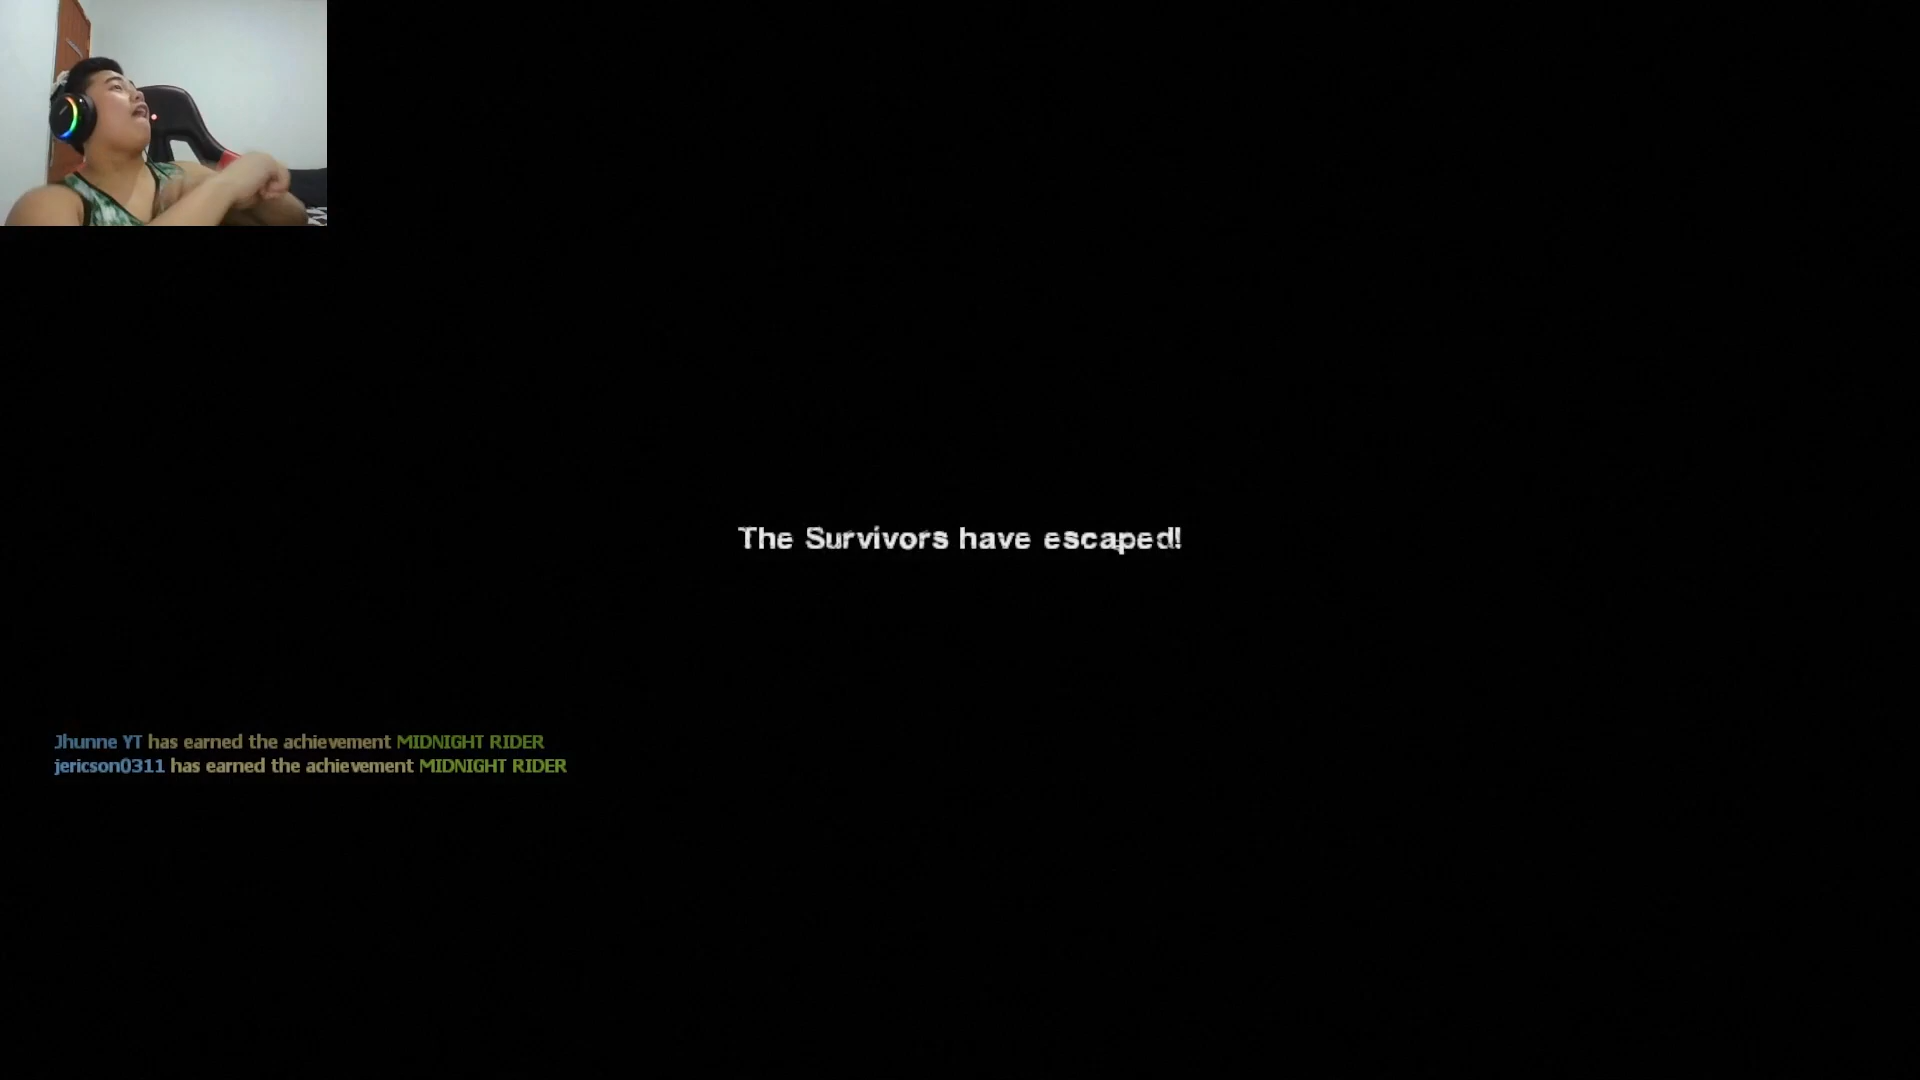 The Survivors have escaped!
Jhunne YT has earned the achievement MIDNIGHT RIDER
jericson0311 has earned the achievement MIDNIGHT RIDER